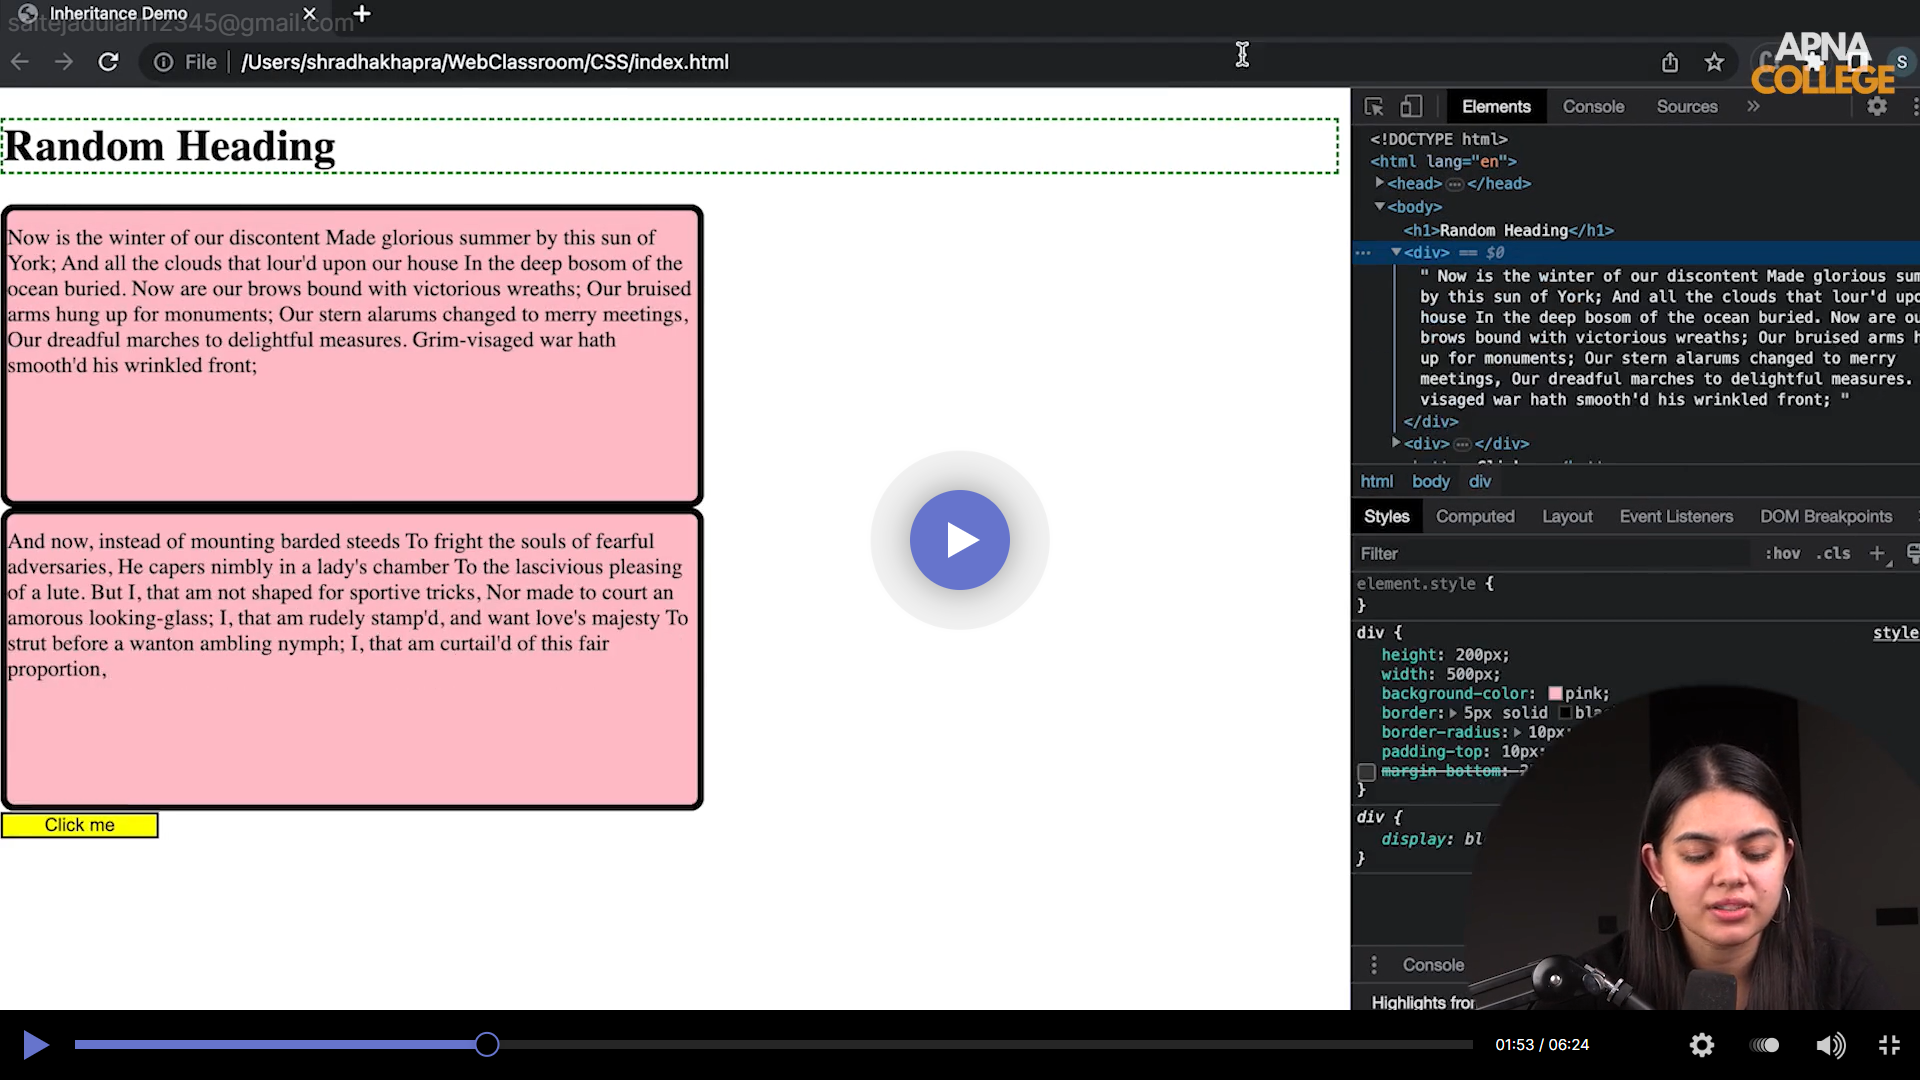 Inheritance Demo
saitejadulam12345@gmail.com
File /Users/shradhakhapra/WebClassroom/CSS/index.html
APNA
COLLEGE
S
Random Heading
Now is the winter of our discontent Made glorious summer by this sun of
York; And all the clouds that lour'd upon our house In the deep bosom of the
ocean buried. Now are our brows bound with victorious wreaths; Our bruised
arms hung up for monuments; Our stern alarums changed to merry meetings,
Our dreadful marches to delightful measures. Grim-visaged war hath
smooth'd his wrinkled front;
And now, instead of mounting barded steeds To fright the souls of fearful
adversaries, He capers nimbly in a lady's chamber To the lascivious pleasing
of a lute. But I, that am not shaped for sportive tricks, Nor made to court an
amorous looking-glass; I, that am rudely stamp'd, and want love's majesty To
strut before a wanton ambling nymph; I, that am curtail'd of this fair
proportion,
Click me
Elements Console Sources »
<!DOCTYPE html>
<html lang="en">
<head> … </head>
<body>
<h1>Random Heading</h1>
<div> == $0
" Now is the winter of our discontent Made glorious sum
by this sun of York; And all the clouds that lour'd upo
house In the deep bosom of the ocean buried. Now are ou
brows bound with victorious wreaths; Our bruised arms h
up for monuments; Our stern alarums changed to merry
meetings, Our dreadful marches to delightful measures.
visaged war hath smooth'd his wrinkled front; "
</div>
<div> … </div>
html body div
Styles Computed Layout Event Listeners DOM Breakpoints
Filter :hov .cls +
element.style {
}
div { style
height: 200px;
width: 500px;
background-color: pink;
border: 5px solid bla
border-radius: 10px;
padding-top: 10px;
margin-bottom: 2
}
div {
display: bl
}
Console
Highlights from
01:53 / 06:24